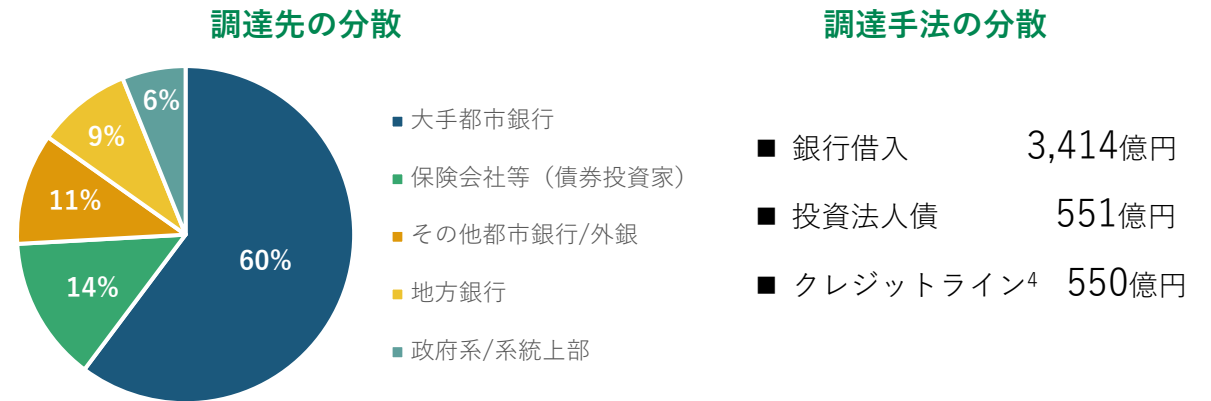 調達先の分散
6%
9%
11%
14%
60%
■ 大手都市銀行
■ 保険会社等（債券投資家）
■ その他都市銀行/外銀
■ 地方銀行
■ 政府系/系統上部
調達手法の分散
■ 銀行借入 3,414億円
■ 投資法人債 551億円
■ クレジットライン4 550億円